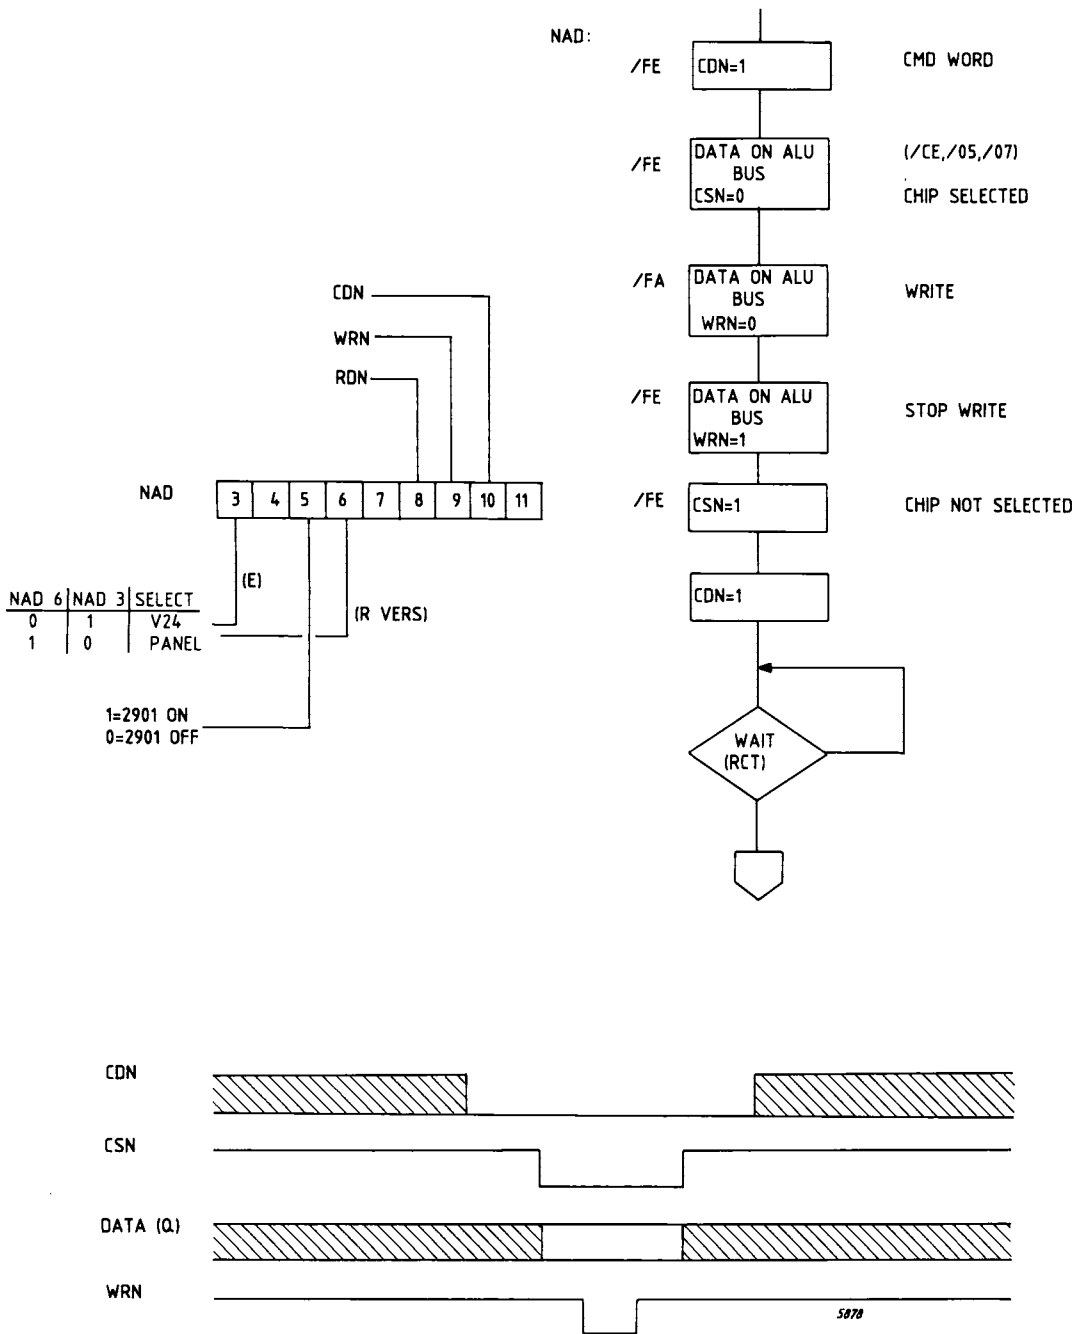 NAD:
/FE CDN=1 CMD WORD
/FE DATA ON ALU (/CE,/05,/07)
BUS
CSN=0 CHIP SELECTED
/FA DATA ON ALU WRITE
BUS
WRN=0
/FE DATA ON ALU STOP WRITE
BUS
WRN=1
/FE CSN=1 CHIP NOT SELECTED
CDN=1
WAIT
(RCT)
CDN
WRN
RDN
NAD 3 4 5 6 7 8 9 10 11
(E)
(R VERS)
NAD 6 NAD 3 SELECT
0 1 V24
1 0 PANEL
1=2901 ON
0=2901 OFF
CDN
CSN
DATA (Q)
WRN
5878